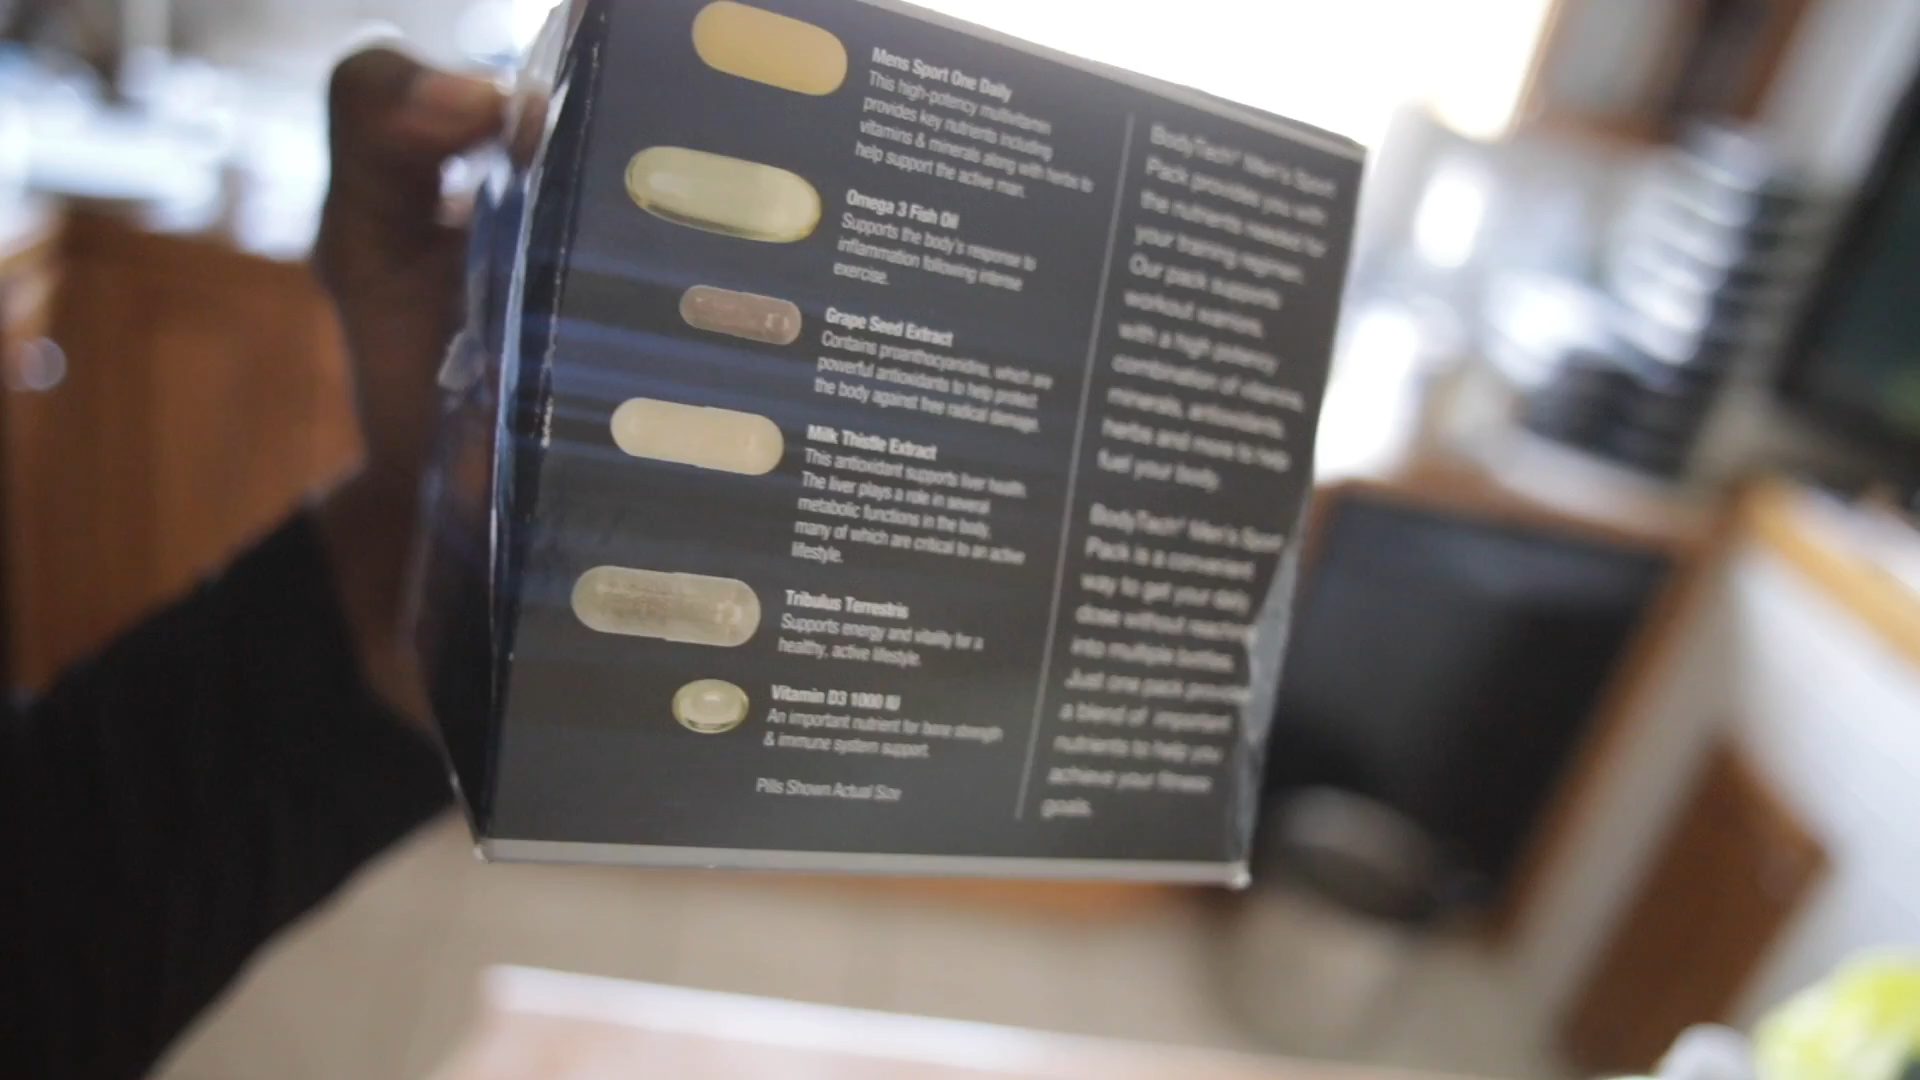 Mens Sport One Daily
This high-potency multivitamin
provides key nutrients including
vitamins & minerals along with herbs to
help support the active man.
Omega 3 Fish Oil
Supports the body's response to
inflammation following intense
exercise.
Grape Seed Extract
Contains proanthocyanidins, which are
powerful antioxidants to help protect
the body against free radical damage.
Milk Thistle Extract
This antioxidant supports liver health.
The liver plays a role in several
metabolic functions in the body,
many of which are critical to an active
lifestyle.
Tribulus Terrestris
Supports energy and vitality for a
healthy, active lifestyle.
Vitamin D3 1000 IU
An important nutrient for bone strength
& immune system support.
Pills Shown Actual Size
BodyTech® Men's Sport
Pack provides you with
the nutrients needed for
your training regimen.
Our pack supports
workout warriors,
with a high potency
combination of vitamins,
minerals, antioxidants,
herbs and more to help
fuel your body.
BodyTech® Men's Sport
Pack is a convenient
way to get your daily
dose without reaching
into multiple bottles.
Just one pack provides
a blend of important
nutrients to help you
achieve your fitness
goals.